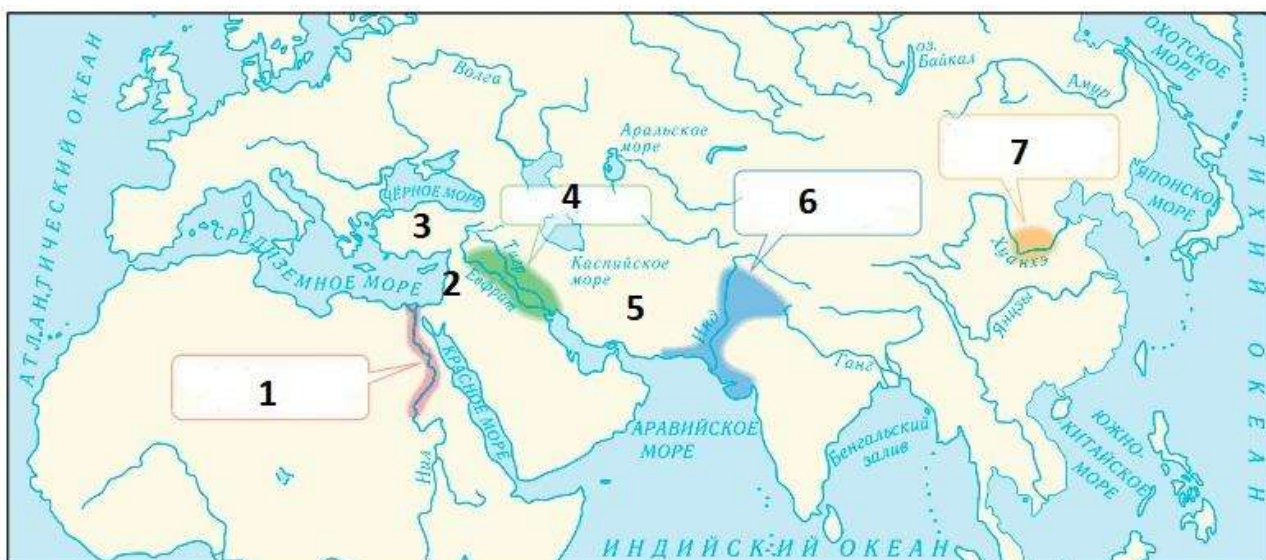 АТЛАНТИЧЕСКИЙ ОКЕАН
Волга
оз.
Байкал
Амур
ОХОТСКОЕ
МОРЕ
ТИХИЙ ОКЕАН
Аральское
море
7
ЧЁРНОЕ МОРЕ
4
6
ЯПОНСКОЕ
МОРЕ
3
СРЕДИЗЕМНОЕ МОРЕ
2
Тигр
Евфрат
Каспийское
море
5
Инд
Хуанхэ
Янцзы
1
КРАСНОЕ МОРЕ
Ганг
АРАВИЙСКОЕ
МОРЕ
Бенгальский
залив
ЮЖНО-
КИТАЙСКОЕ
МОРЕ
Нил
ИНДИЙСКИЙ ОКЕАН